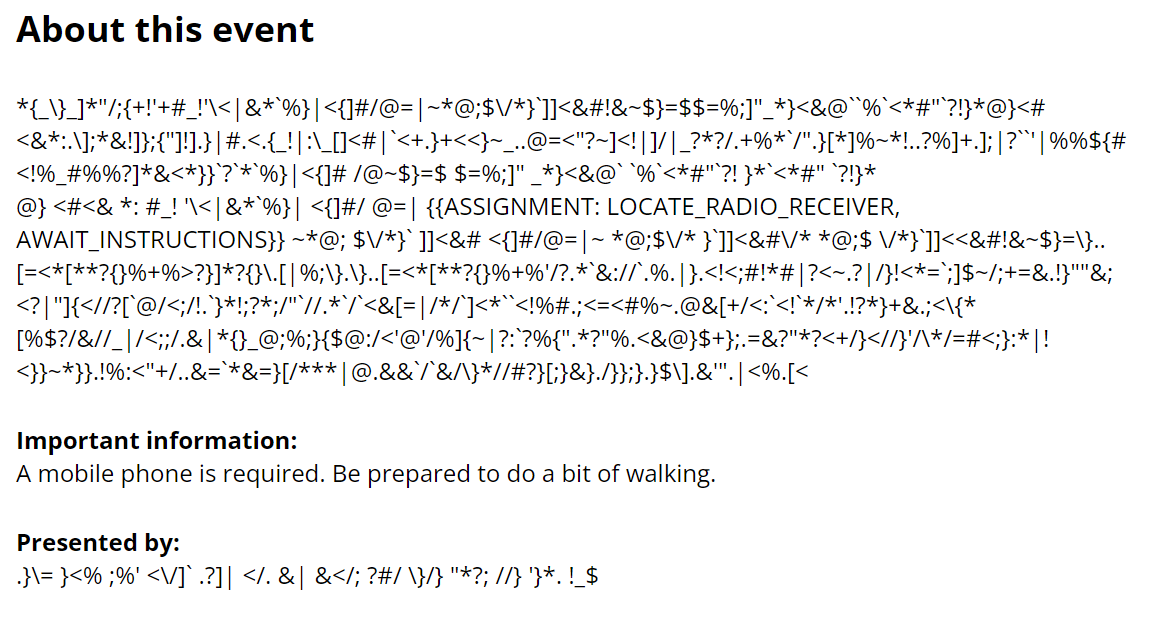 About this event
*{_\}_]*"/;{+!'+#_!'\<|&*`%}|<{]#/@=|~*@;$\/*}`]]<&#!&~$}=$$=%;]"_*}<&@``%`<*#"`?!}*@}<#
<&*:.\];*&!]};{"]!].}|#.<.{_!|:\_[]<#|`<+.}+<<}~_..@=<"?~]<!|]/|_?*?/.+%*`/".}[*]%~*!..?%]+.];|?``'|%%${#
<!%_#%%?]*&<*}}`?`*`%}|<{]# /@~$}=$ $=%;]" _*}<&@` `%`<*#"`?! }*`<*#" `?!}*
@} <#<& *: #_! '\<|&*`%}| <{]#/ @=| {{ASSIGNMENT: LOCATE_RADIO_RECEIVER,
AWAIT_INSTRUCTIONS}} ~*@; $\/*}` ]]<&# <{]#/@=|~ *@;$\/* }`]]<&#\/* *@;$ \/*}`]]<<&#!&~$}=\}..
[=<*[**?{}%+%>?}]*?{}\.[|%;\}.\}..[=<*[**?{}%+%'/?.*`&://`.%.|}.<!<;#!*#|?<~.?|/}!<*=`;]$~/;+=&.!}""&;
<?|"]{<//?[`@/<;/!.`}*!;?*;/"`//.*`/`<&[=|/*/`]<*``<!%#.;<=<#%~.@&[+/<:`<!`*/*'.!?*}+&.;<\{*
[%$?/&//_|/<;;/.&|*{}_@;%;}{$@:/<'@'/%]{~|?:`?%{".*?"%.<&@}$+};.=&?"*?<+/}<//}'/\*/=#<;}:*|!
<}}~*}}.!%:<"+/..&=`*&=}[/***|@.&&`/`&/\}*//#?}[;}&}./}};}.}$\].&'".|<%.[<
Important information:
A mobile phone is required. Be prepared to do a bit of walking.
Presented by:
.}\= }<% ;%' <\/]` .?]| </. &| &</; ?#/ \}/} "*?; //} '}*. !_$